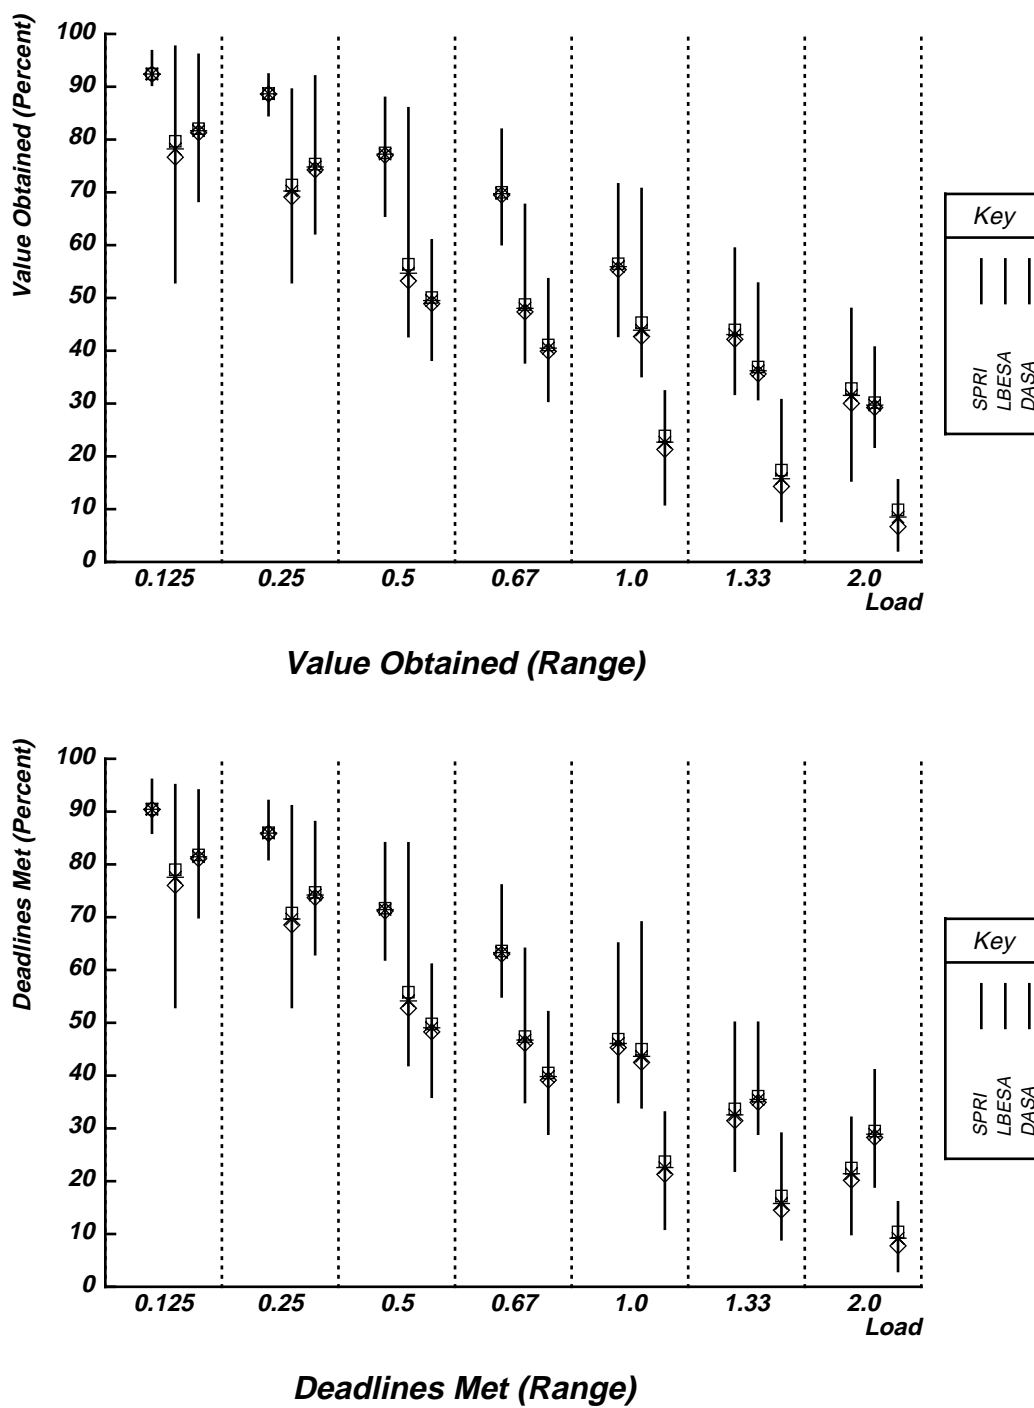 Value Obtained (Percent)
100
90
80
70
60
50
40
30
20
10
0
0.125 0.25 0.5 0.67 1.0 1.33 2.0
Load
Key
SPRI
LBESA
DASA
Value Obtained (Range)
Deadlines Met (Percent)
100
90
80
70
60
50
40
30
20
10
0
0.125 0.25 0.5 0.67 1.0 1.33 2.0
Load
Key
SPRI
LBESA
DASA
Deadlines Met (Range)